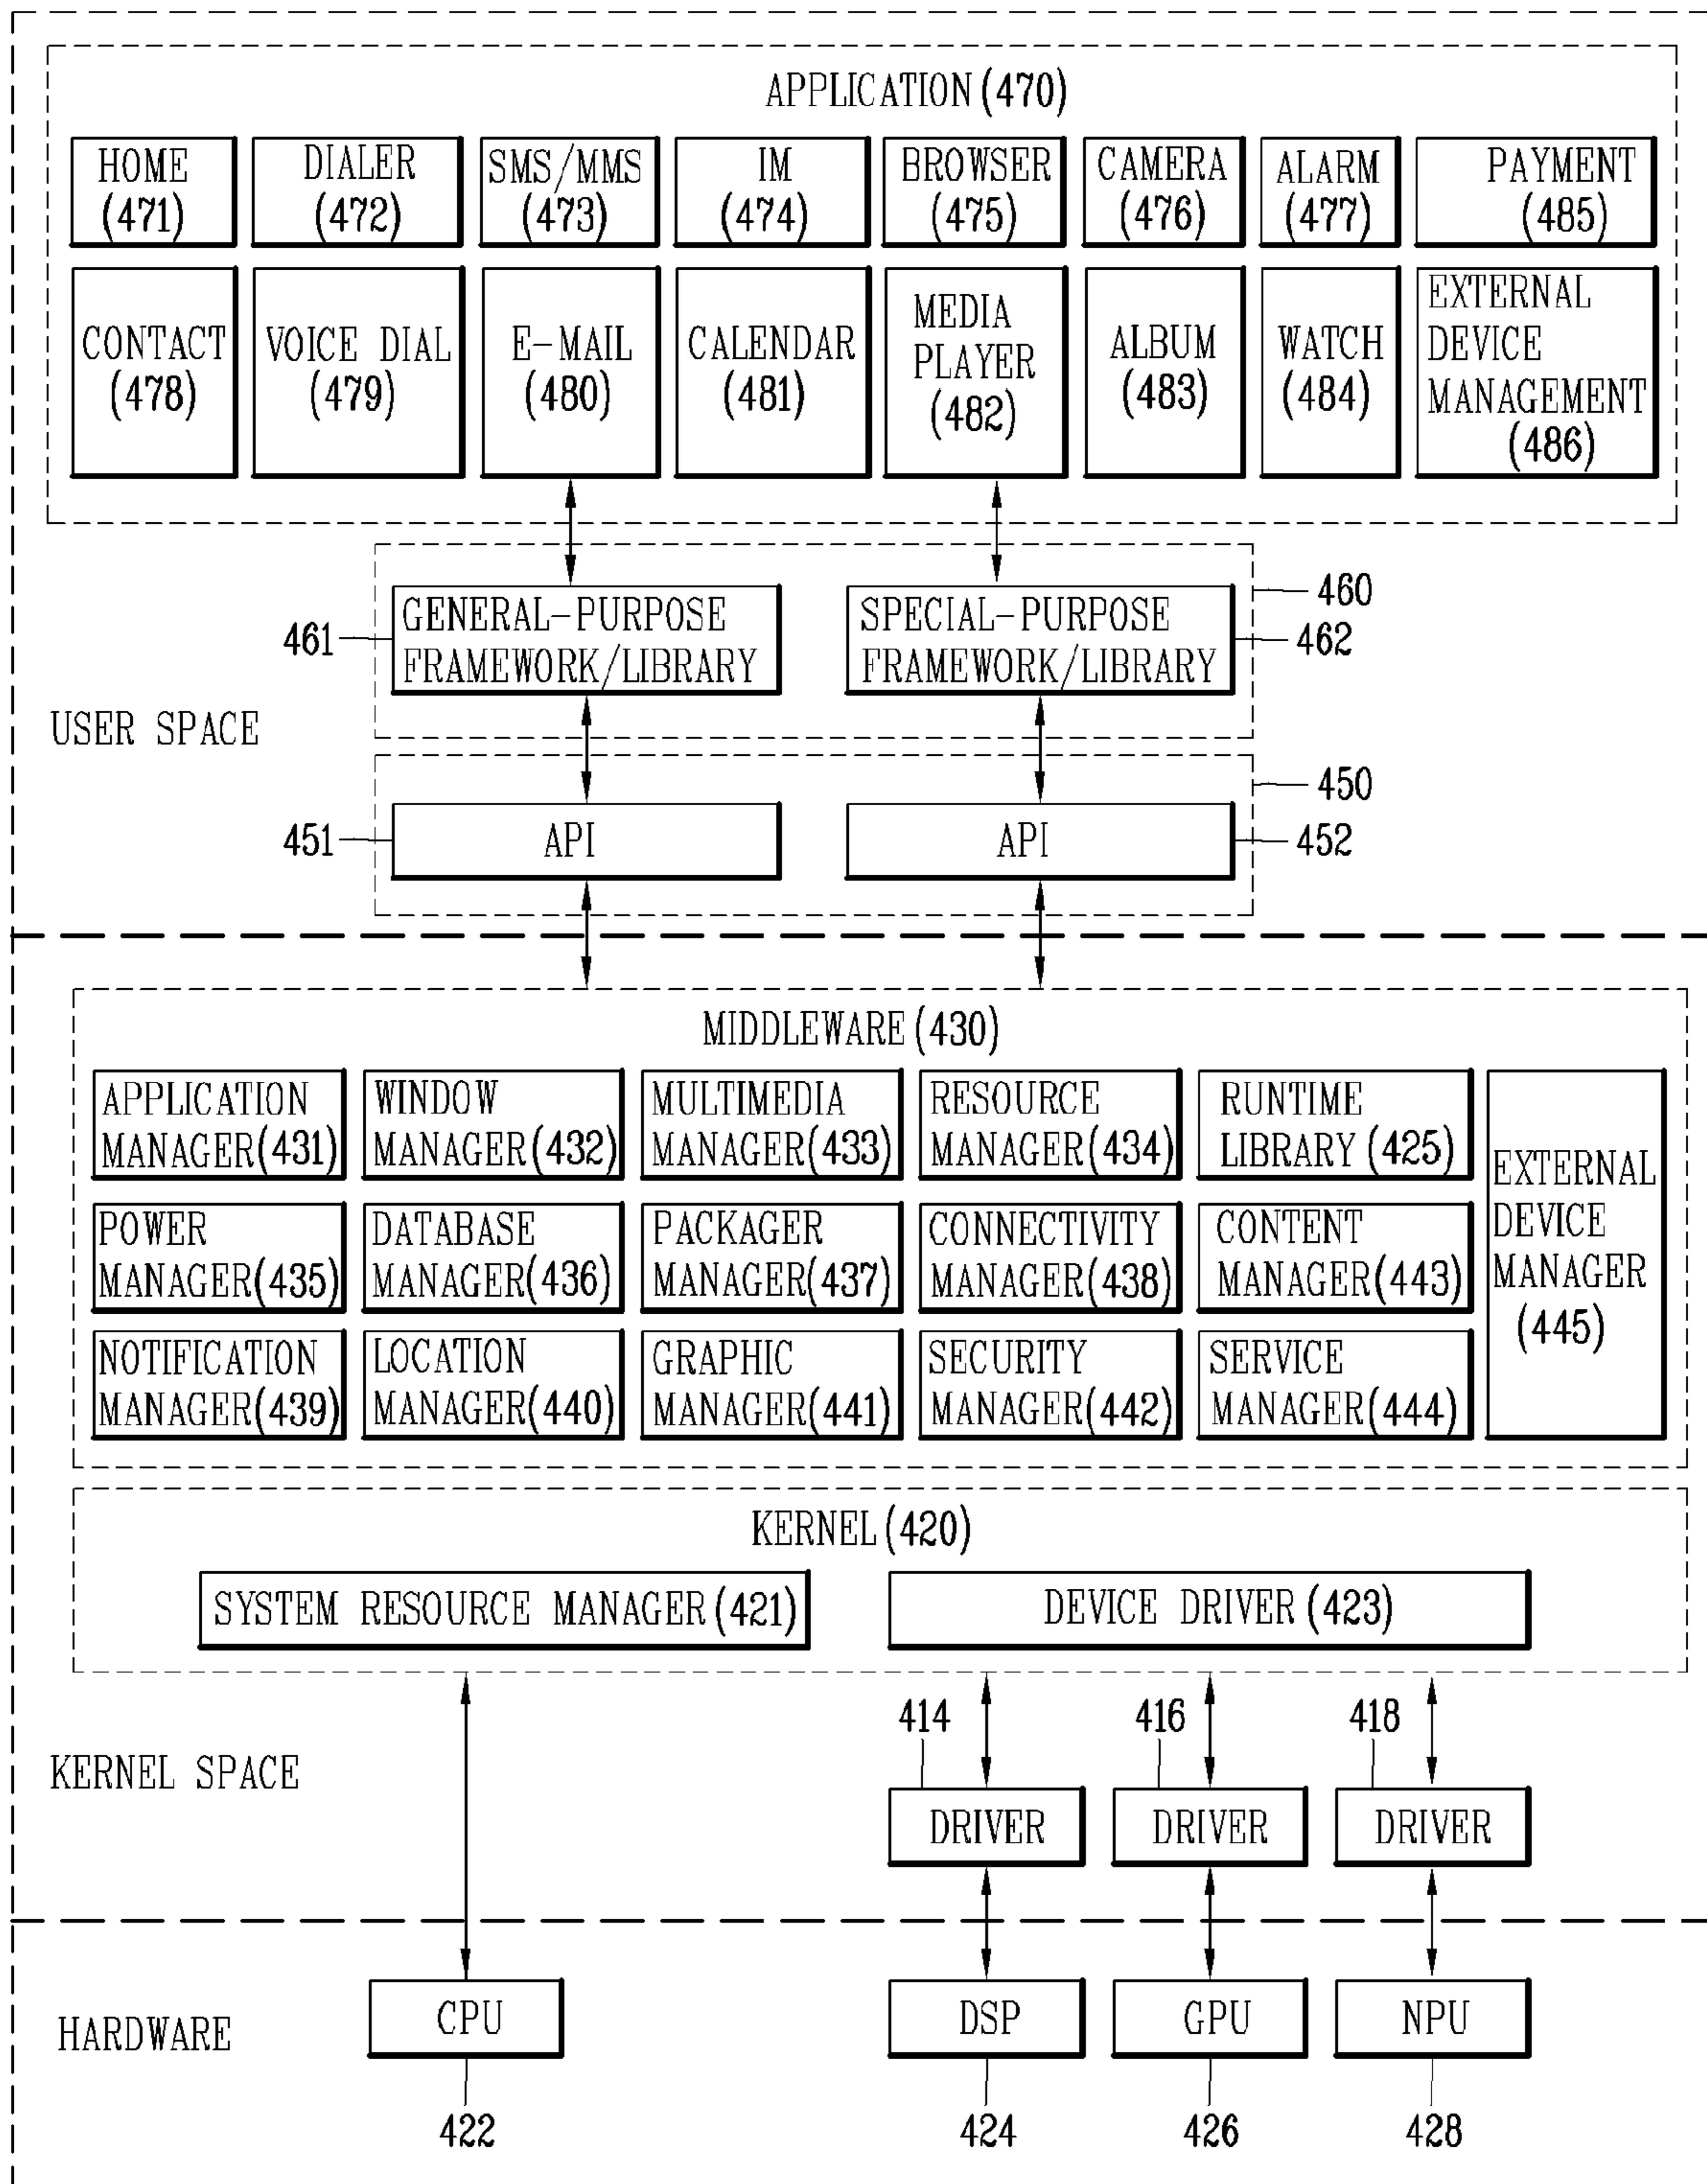 APPLICATION(470)
HOME
(471)
DIALER
(472)
SMS/MMS
(473)
IM
(474)
BROWSER
(475)
CAMERA
(476)
ALARM
(477)
PAYMENT
(485)
CONTACT
(478)
VOICE DIAL
(479)
E-MAIL
(480)
CALENDAR
(481)
MEDIA
PLAYER
(482)
ALBUM
(483)
WATCH
(484)
EXTERNAL
DEVICE
MANAGEMENT
(486)
460
461
GENERAL-PURPOSE
FRAMEWORK/LIBRARY
SPECIAL-PURPOSE
FRAMEWORK/LIBRARY
462
USER SPACE
450
451
API
API
452
MIDDLEWARE(430)
APPLICATION
MANAGER(431)
WINDOW
MANAGER(432)
MULTIMEDIA
MANAGER(433)
RESOURCE
MANAGER(434)
RUNTIME
LIBRARY(425)
EXTERNAL
DEVICE
MANAGER
(445)
POWER
MANAGER(435)
DATABASE
MANAGER(436)
PACKAGER
MANAGER(437)
CONNECTIVITY
MANAGER(438)
CONTENT
MANAGER(443)
NOTIFICATION
MANAGER(439)
LOCATION
MANAGER(440)
GRAPHIC
MANAGER(441)
SECURITY
MANAGER(442)
SERVICE
MANAGER(444)
KERNEL(420)
SYSTEM RESOURCE MANAGER(421)
DEVICE DRIVER(423)
414
416
418
KERNEL SPACE
DRIVER
DRIVER
DRIVER
HARDWARE
CPU
DSP
GPU
NPU
422
424
426
428